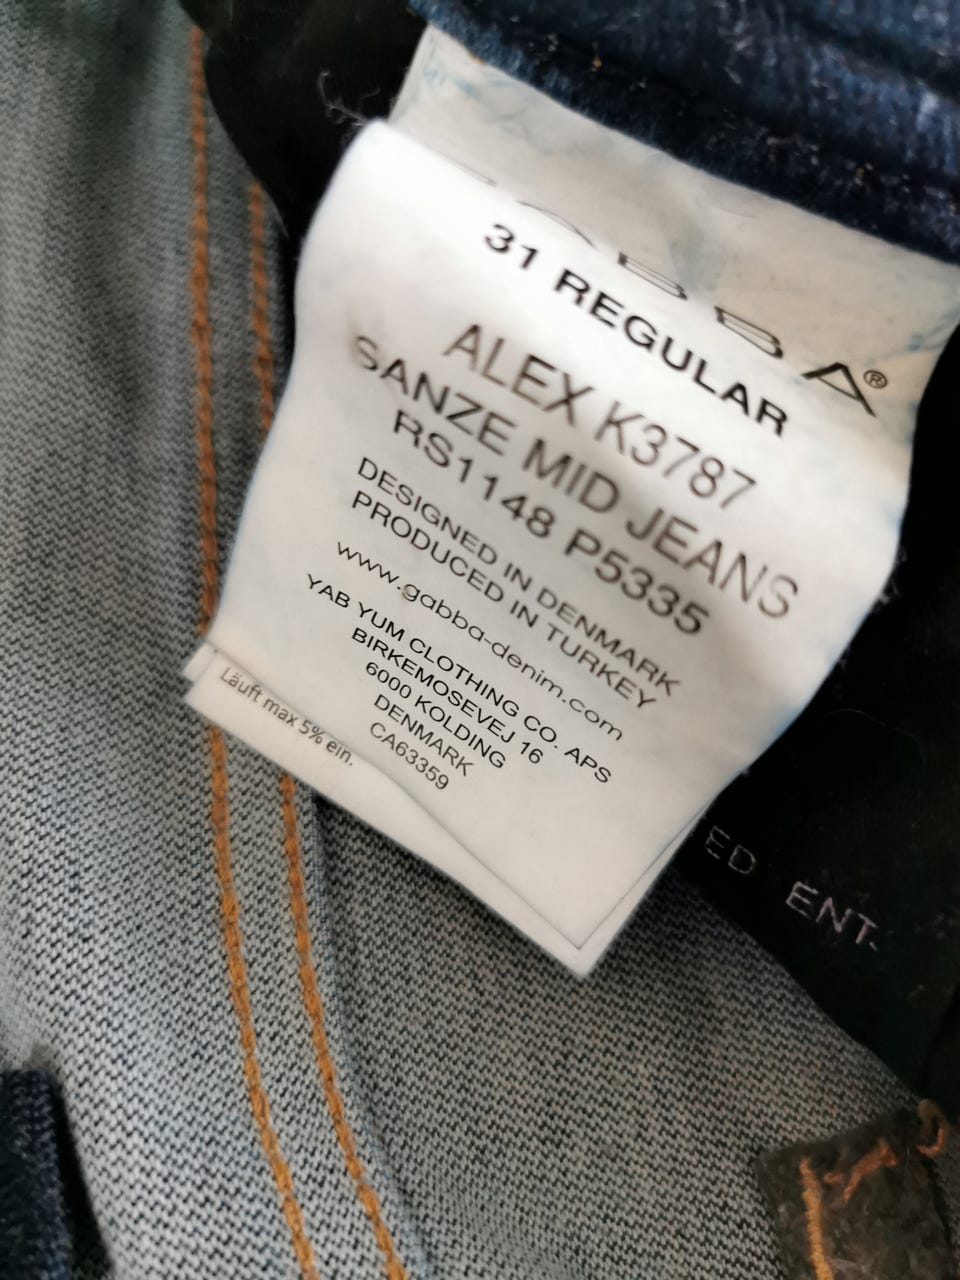 31 REGULAR
ALEX K3787
SANZE MID JEANS
RS1148 P5335
DESIGNED IN DENMARK
PRODUCED IN TURKEY
www.gabba-denim.com
YAB YUM CLOTHING CO. APS
BIRKEMOSEVEJ 16
6000 KOLDING
DENMARK
CA63359
Läuft max 5% ein.
ED ENT.